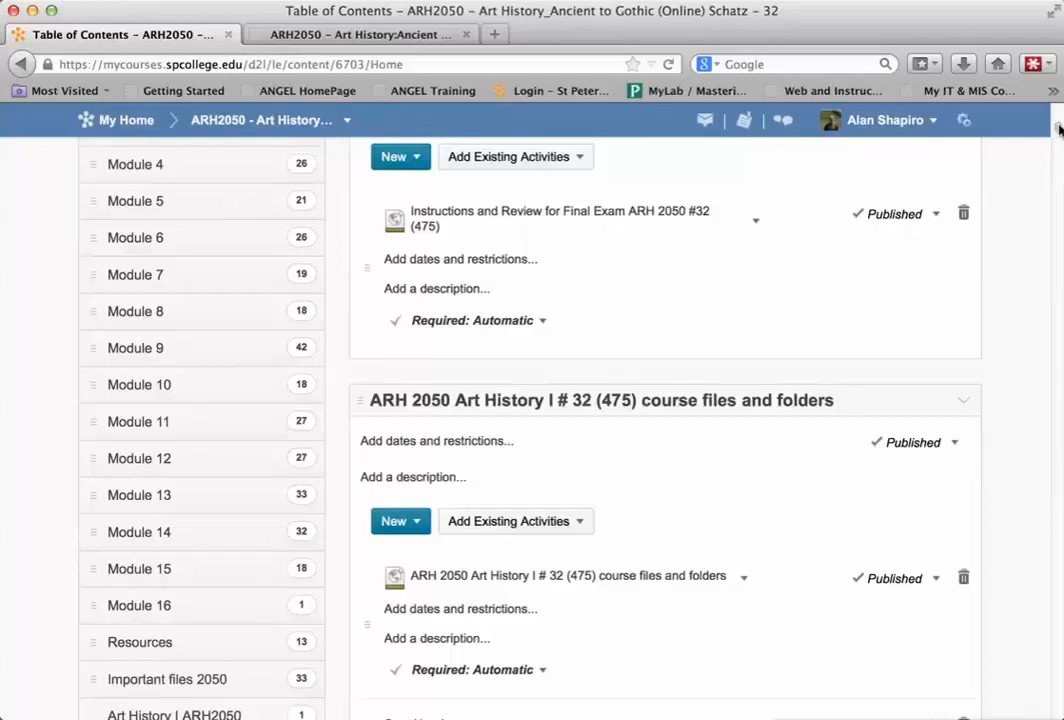 Table of Contents – ARH2050 – Art History_Ancient to Gothic (Online) Schatz – 32
Table of Contents – ARH2050 –...
ARH2050 – Art History:Ancient ...
https://mycourses.spcollege.edu/d2l/le/content/6703/Home
Google
Most Visited
Getting Started
ANGEL HomePage
ANGEL Training
Login – St Peter...
MyLab / Masteri...
Web and Instruc...
My IT & MIS Co...
My Home
ARH2050 - Art History...
Alan Shapiro
Module 4 26
Module 5 21
Module 6 26
Module 7 19
Module 8 18
Module 9 42
Module 10 18
Module 11 27
Module 12 27
Module 13 33
Module 14 32
Module 15 18
Module 16 1
Resources 13
Important files 2050 33
Art History I ARH2050 1
New
Add Existing Activities
Instructions and Review for Final Exam ARH 2050 #32
(475)
Published
Add dates and restrictions...
Add a description...
Required: Automatic
ARH 2050 Art History I # 32 (475) course files and folders
Add dates and restrictions...
Published
Add a description...
New
Add Existing Activities
ARH 2050 Art History I # 32 (475) course files and folders
Published
Add dates and restrictions...
Add a description...
Required: Automatic